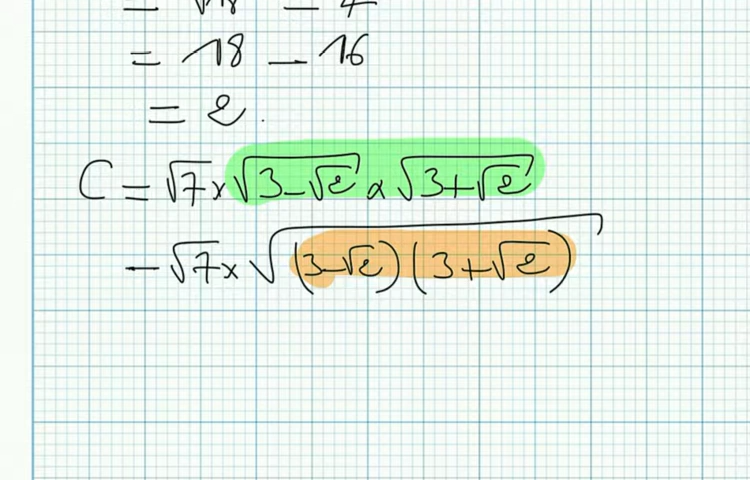 = 18 - 16
= 2.
C = √7 × √(3-√2) × √(3+√2)
- √7 × √((3-√2)(3+√2))